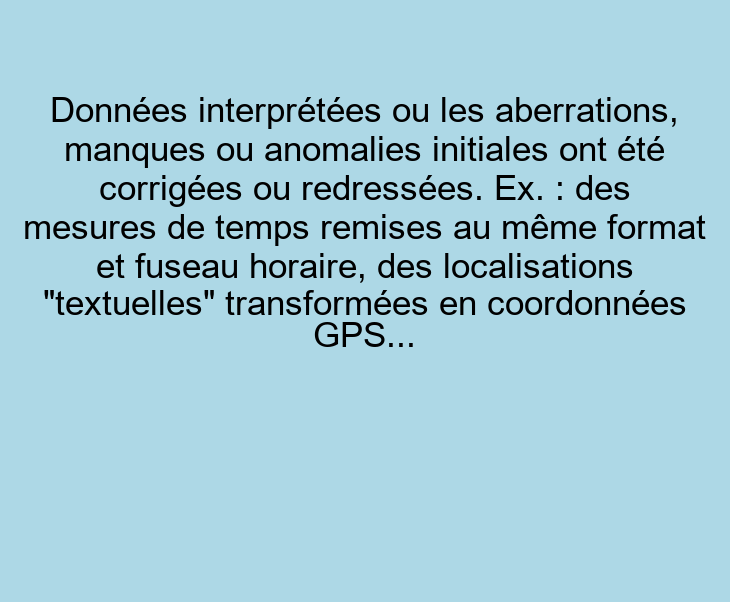 Données interprétées ou les aberrations,
manques ou anomalies initiales ont été
corrigées ou redressées. Ex. : des
mesures de temps remises au même format
et fuseau horaire, des localisations
"textuelles" transformées en coordonnées
GPS...